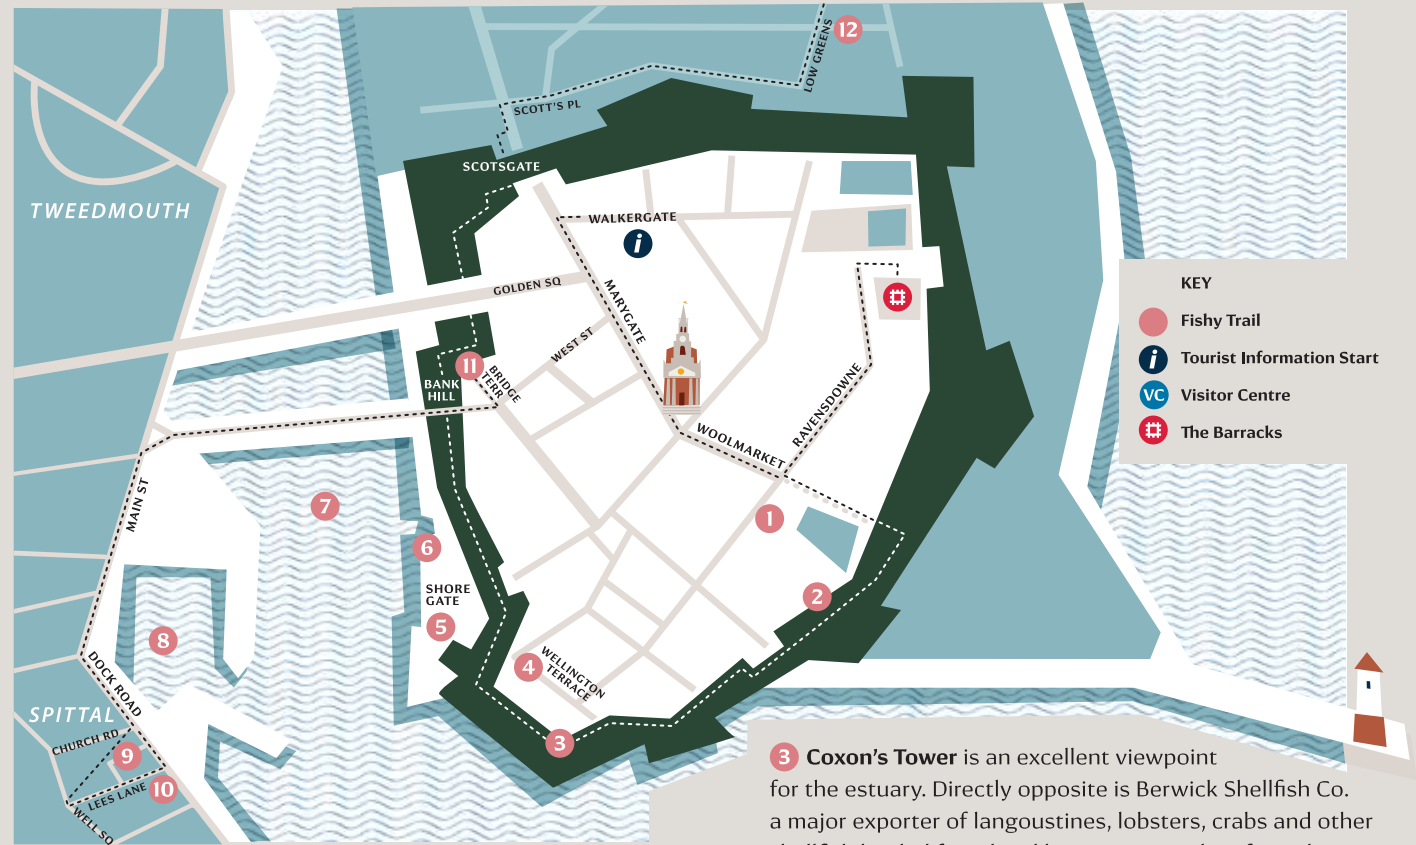 12
LOW GREENS
SCOTT'S PL
SCOTSGATE
TWEEDMOUTH
WALKERGATE
i
GOLDEN SQ
MARYGATE
KEY
Fishy Trail
i Tourist Information Start
VC Visitor Centre
The Barracks
WEST ST
11
BRIDGE
TERR
BANK
HILL
RAVENSDOWNE
WOOLMARKET
MAIN ST
7
1
6
SHORE
GATE
5
2
8
4
WELLINGTON
TERRACE
DOCK ROAD
SPITTAL
CHURCH RD
9
3
10
LEES LANE
WELL SQ
3 Coxon's Tower is an excellent viewpoint
for the estuary. Directly opposite is Berwick Shellfish Co.
a major exporter of langoustines, lobsters, crabs and other